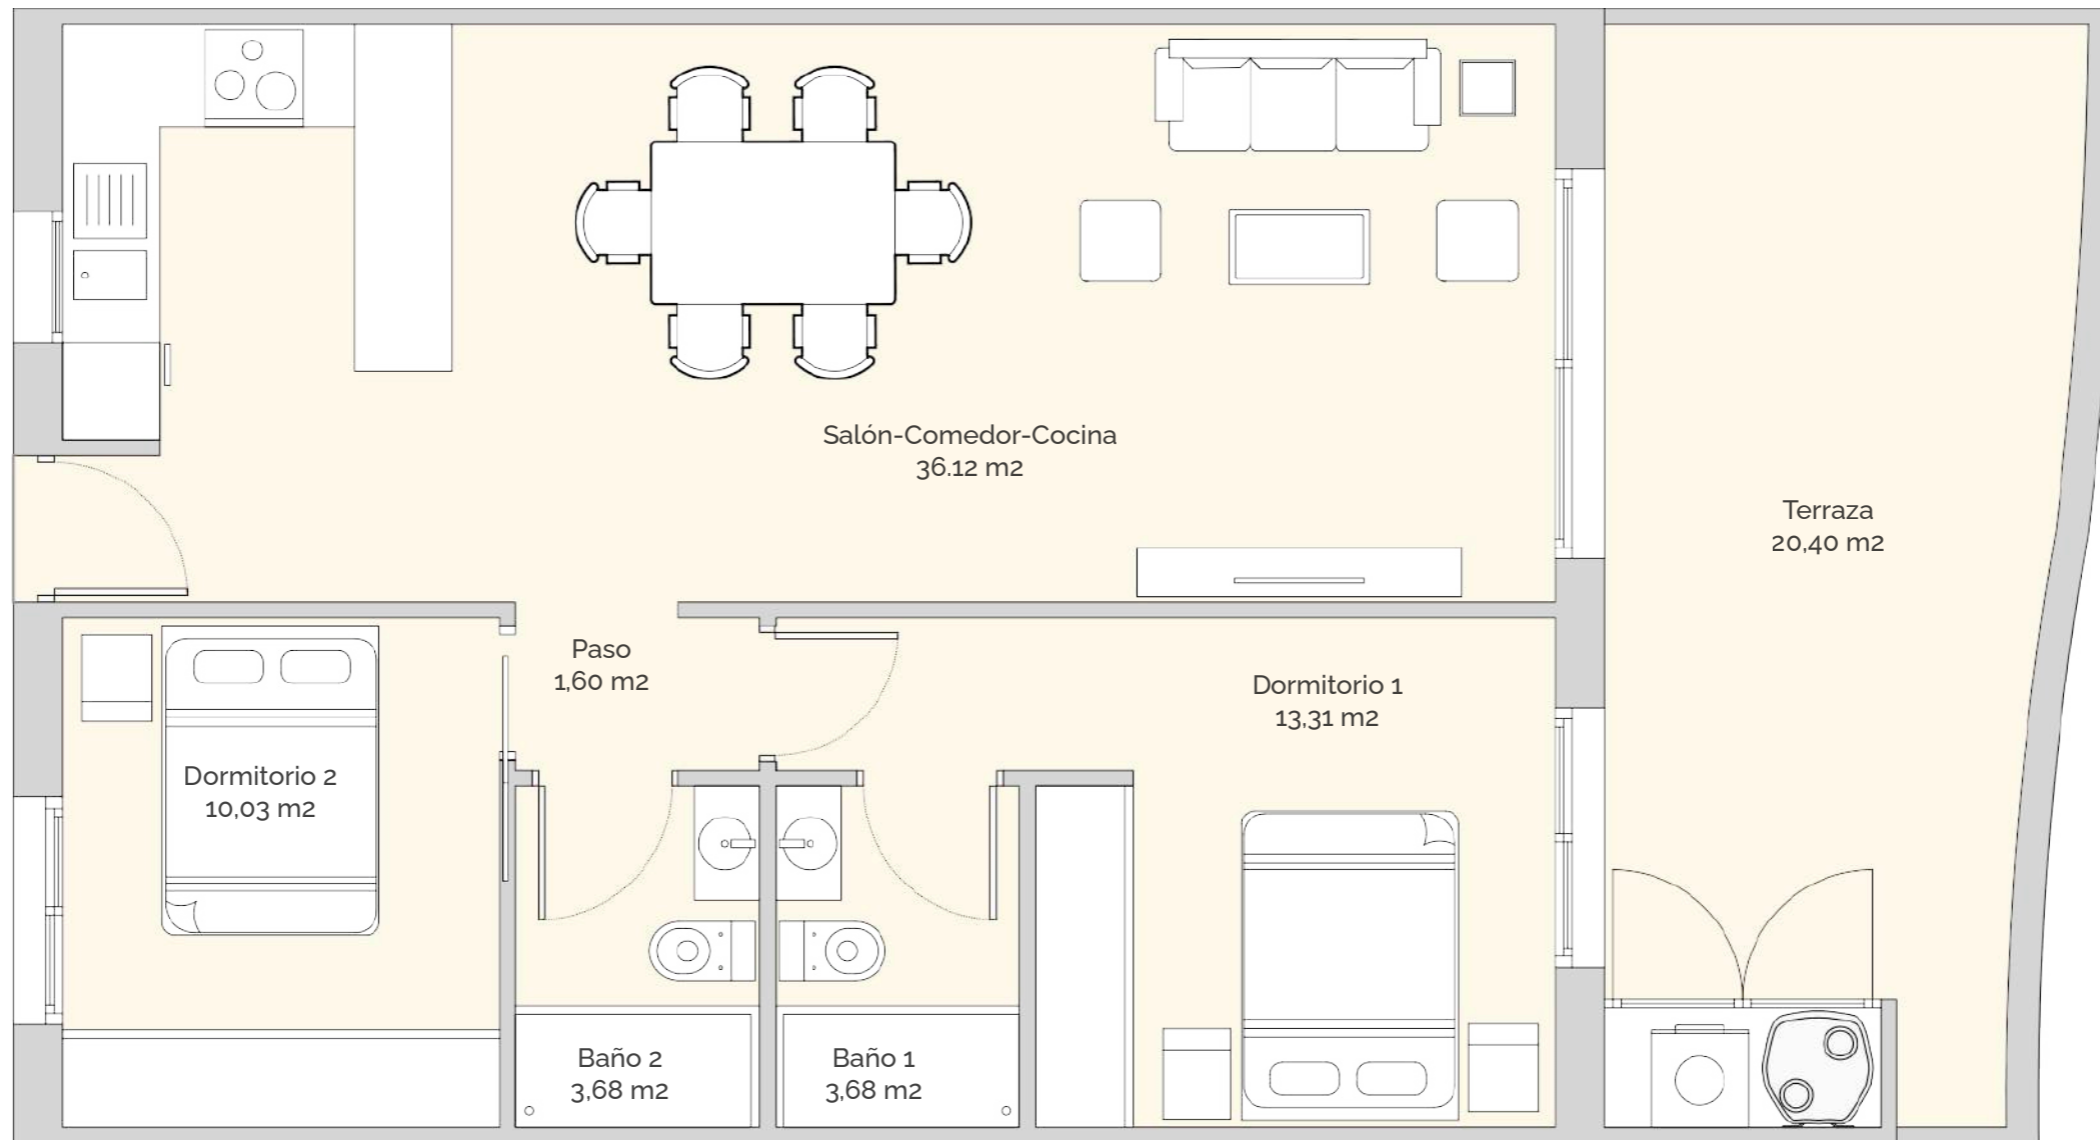 Salón-Comedor-Cocina
36.12 m2
Terraza
20,40 m2
Paso
1,60 m2
Dormitorio 1
13,31 m2
Dormitorio 2
10,03 m2
Baño 2
3,68 m2
Baño 1
3,68 m2